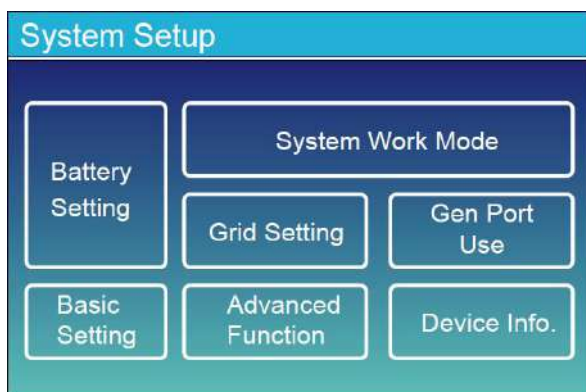 System Setup
Battery
Setting
System Work Mode
Grid Setting
Gen Port
Use
Basic
Setting
Advanced
Function
Device Info.